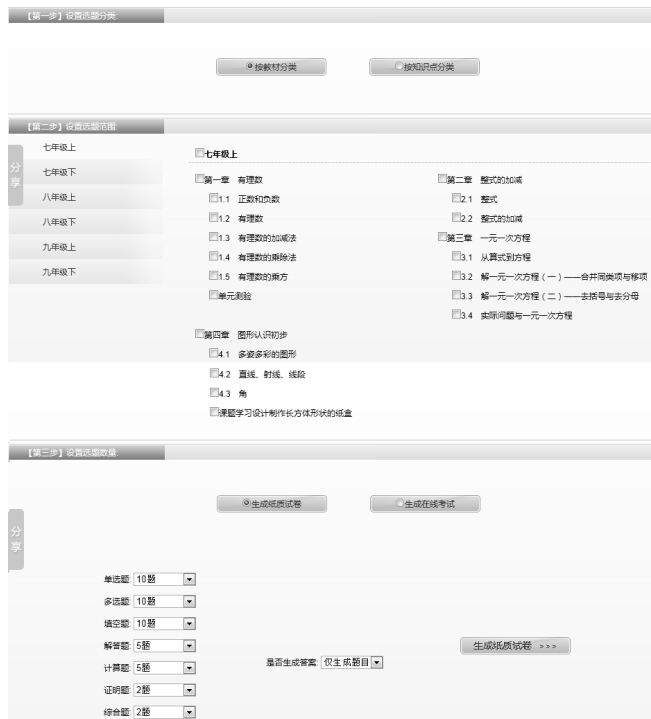 【第一步】设置选题分类:
按教材分类 按知识点分类
【第二步】设置选题范围:
分享
七年级上
七年级下
八年级上
八年级下
九年级上
九年级下
七年级上
第一章 有理数
1.1 正数和负数
1.2 有理数
1.3 有理数的加减法
1.4 有理数的乘除法
1.5 有理数的乘方
单元测验
第二章 整式的加减
2.1 整式
2.2 整式的加减
第三章 一元一次方程
3.1 从算式到方程
3.2 解一元一次方程(一)——合并同类项与移项
3.3 解一元一次方程(二)——去括号与去分母
3.4 实际问题与一元一次方程
第四章 图形认识初步
4.1 多姿多彩的图形
4.2 直线、射线、线段
4.3 角
课题学习设计制作长方体形状的纸盒
【第三步】设置选题数量:
生成纸质试卷 生成在线考试
分享
单选题: 10题
多选题: 10题
填空题: 10题
解答题: 5题
计算题: 5题
证明题: 2题
综合题: 2题
是否生成答案: 仅生成题目
生成纸质试卷 >>>